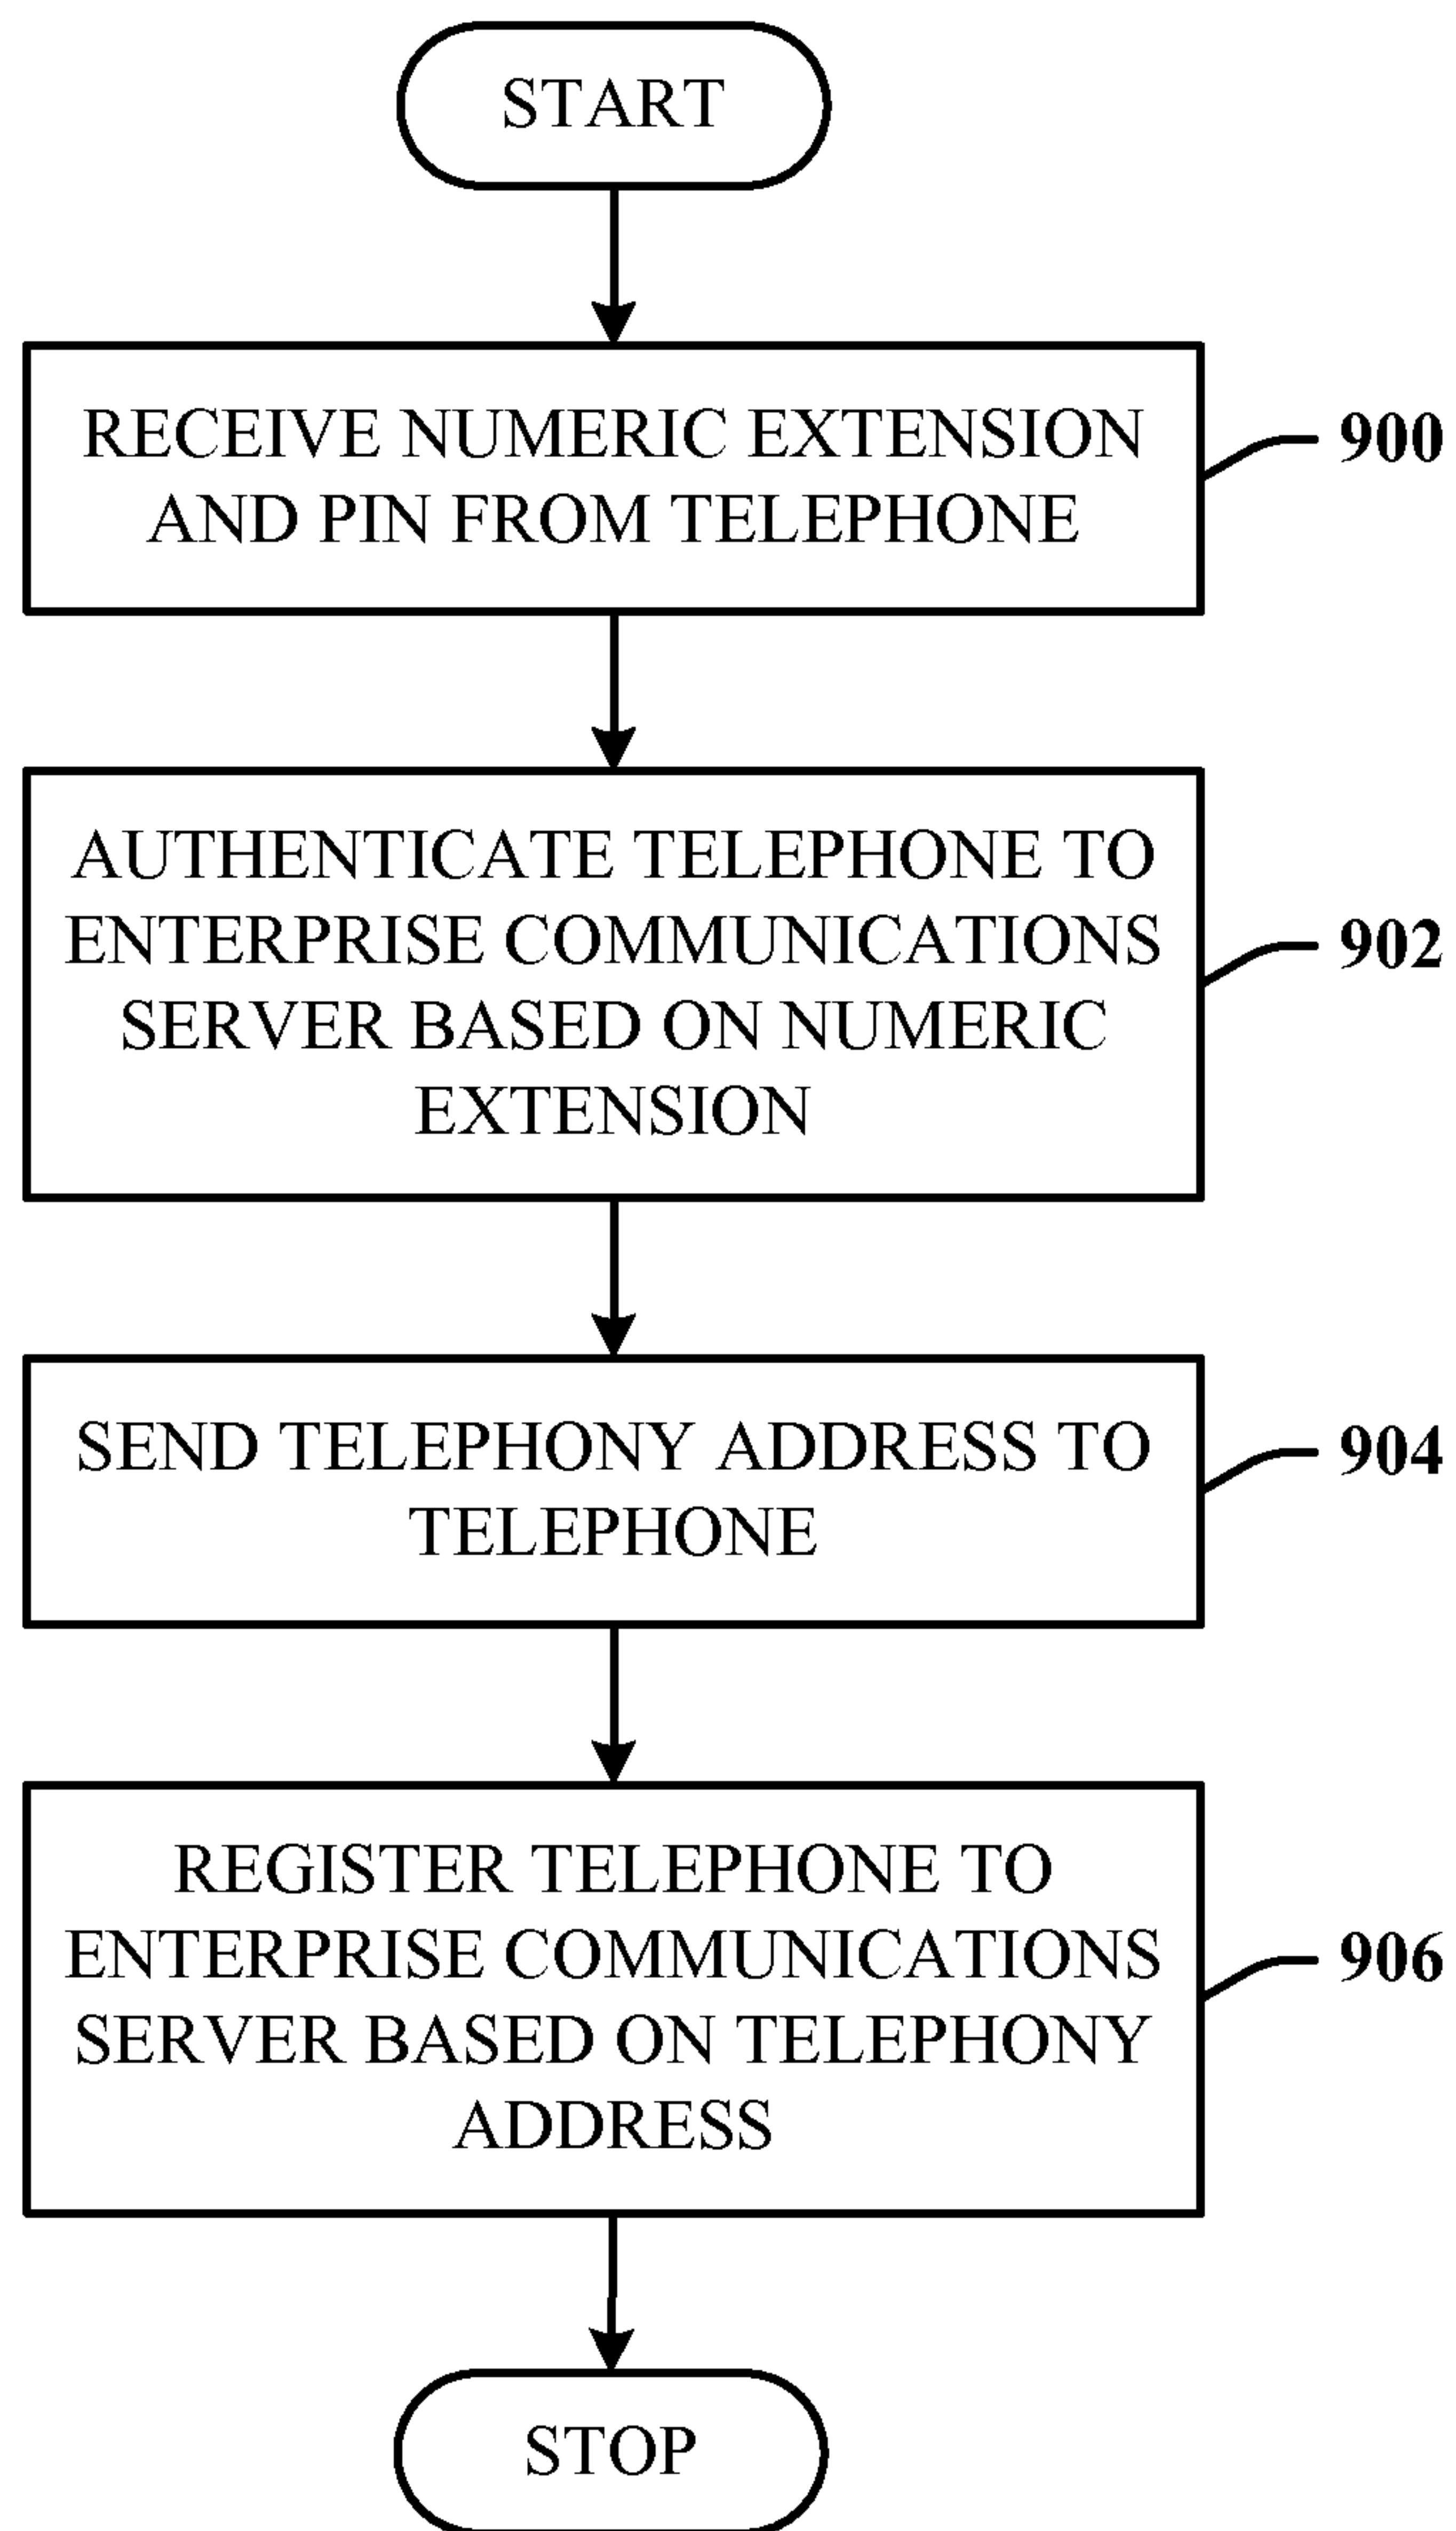 START
RECEIVE NUMERIC EXTENSION
AND PIN FROM TELEPHONE
900
AUTHENTICATE TELEPHONE TO
ENTERPRISE COMMUNICATIONS
SERVER BASED ON NUMERIC
EXTENSION
902
SEND TELEPHONY ADDRESS TO
TELEPHONE
904
REGISTER TELEPHONE TO
ENTERPRISE COMMUNICATIONS
SERVER BASED ON TELEPHONY
ADDRESS
906
STOP